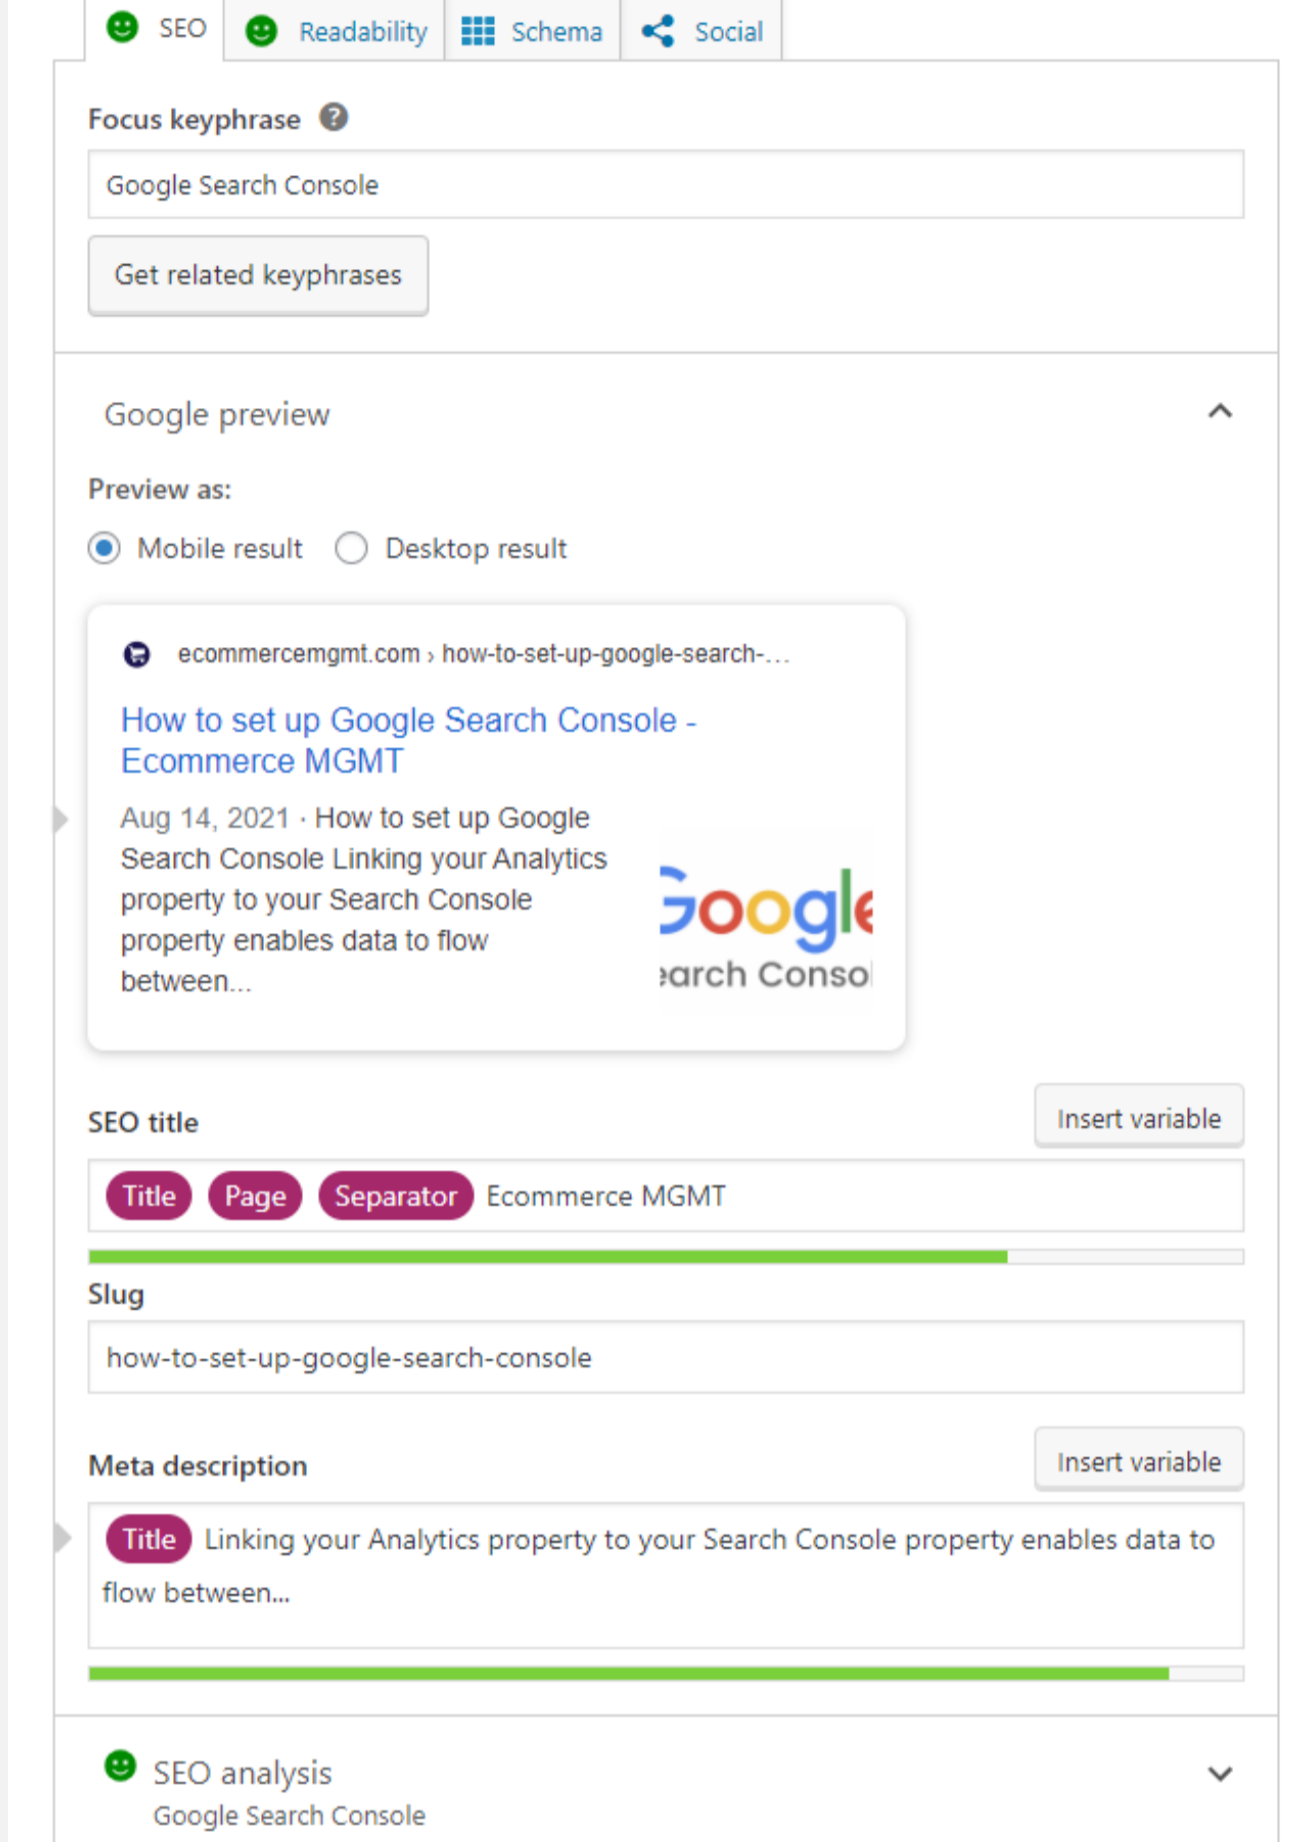 SEO Readability Schema Social
Focus keyphrase ?
Google Search Console
Get related keyphrases
Google preview
Preview as:
Mobile result Desktop result
ecommercemgmt.com › how-to-set-up-google-search-...
How to set up Google Search Console -
Ecommerce MGMT
Aug 14, 2021 · How to set up Google
Search Console Linking your Analytics
property to your Search Console
property enables data to flow
between...
Google
earch Consol
SEO title Insert variable
Title Page Separator Ecommerce MGMT
Slug
how-to-set-up-google-search-console
Meta description Insert variable
Title Linking your Analytics property to your Search Console property enables data to
flow between...
SEO analysis
Google Search Console